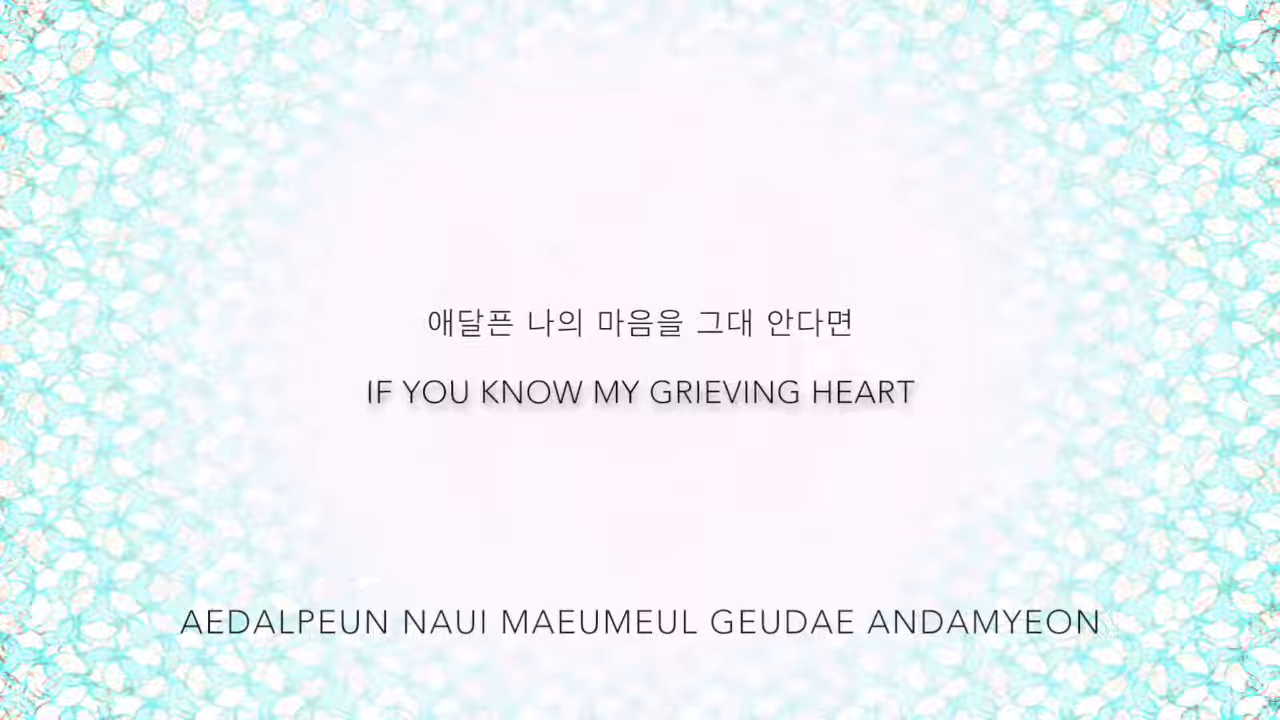 애달픈 나의 마음을 그대 안다면
IF YOU KNOW MY GRIEVING HEART
AEDALPEUN NAUI MAEUMEUL GEUDAE ANDAMYEON